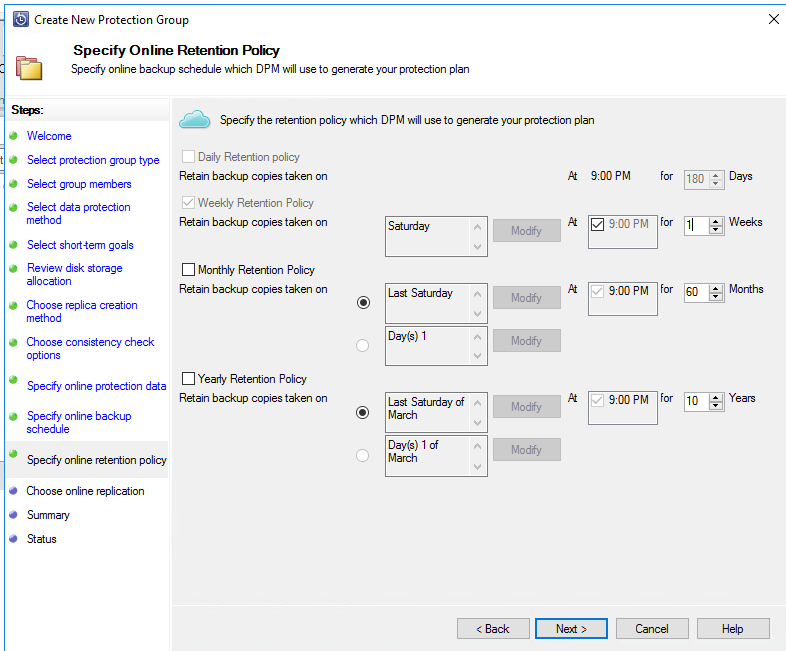 Create New Protection Group
Specify Online Retention Policy
Specify online backup schedule which DPM will use to generate your protection plan
Steps:
Welcome
Select protection group type
Select group members
Select data protection
method
Select short-term goals
Review disk storage
allocation
Choose replica creation
method
Choose consistency check
options
Specify online protection data
Specify online backup
schedule
Specify online retention policy
Choose online replication
Summary
Status
Specify the retention policy which DPM will use to generate your protection plan
Daily Retention policy
Retain backup copies taken on At 9:00 PM for 180 Days
Weekly Retention Policy
Retain backup copies taken on Saturday Modify At 9:00 PM for 1 Weeks
Monthly Retention Policy
Retain backup copies taken on Last Saturday Modify At 9:00 PM for 60 Months
Day(s) 1 Modify
Yearly Retention Policy
Retain backup copies taken on Last Saturday of Modify At 9:00 PM for 10 Years
March
Day(s) 1 of Modify
March
< Back Next > Cancel Help